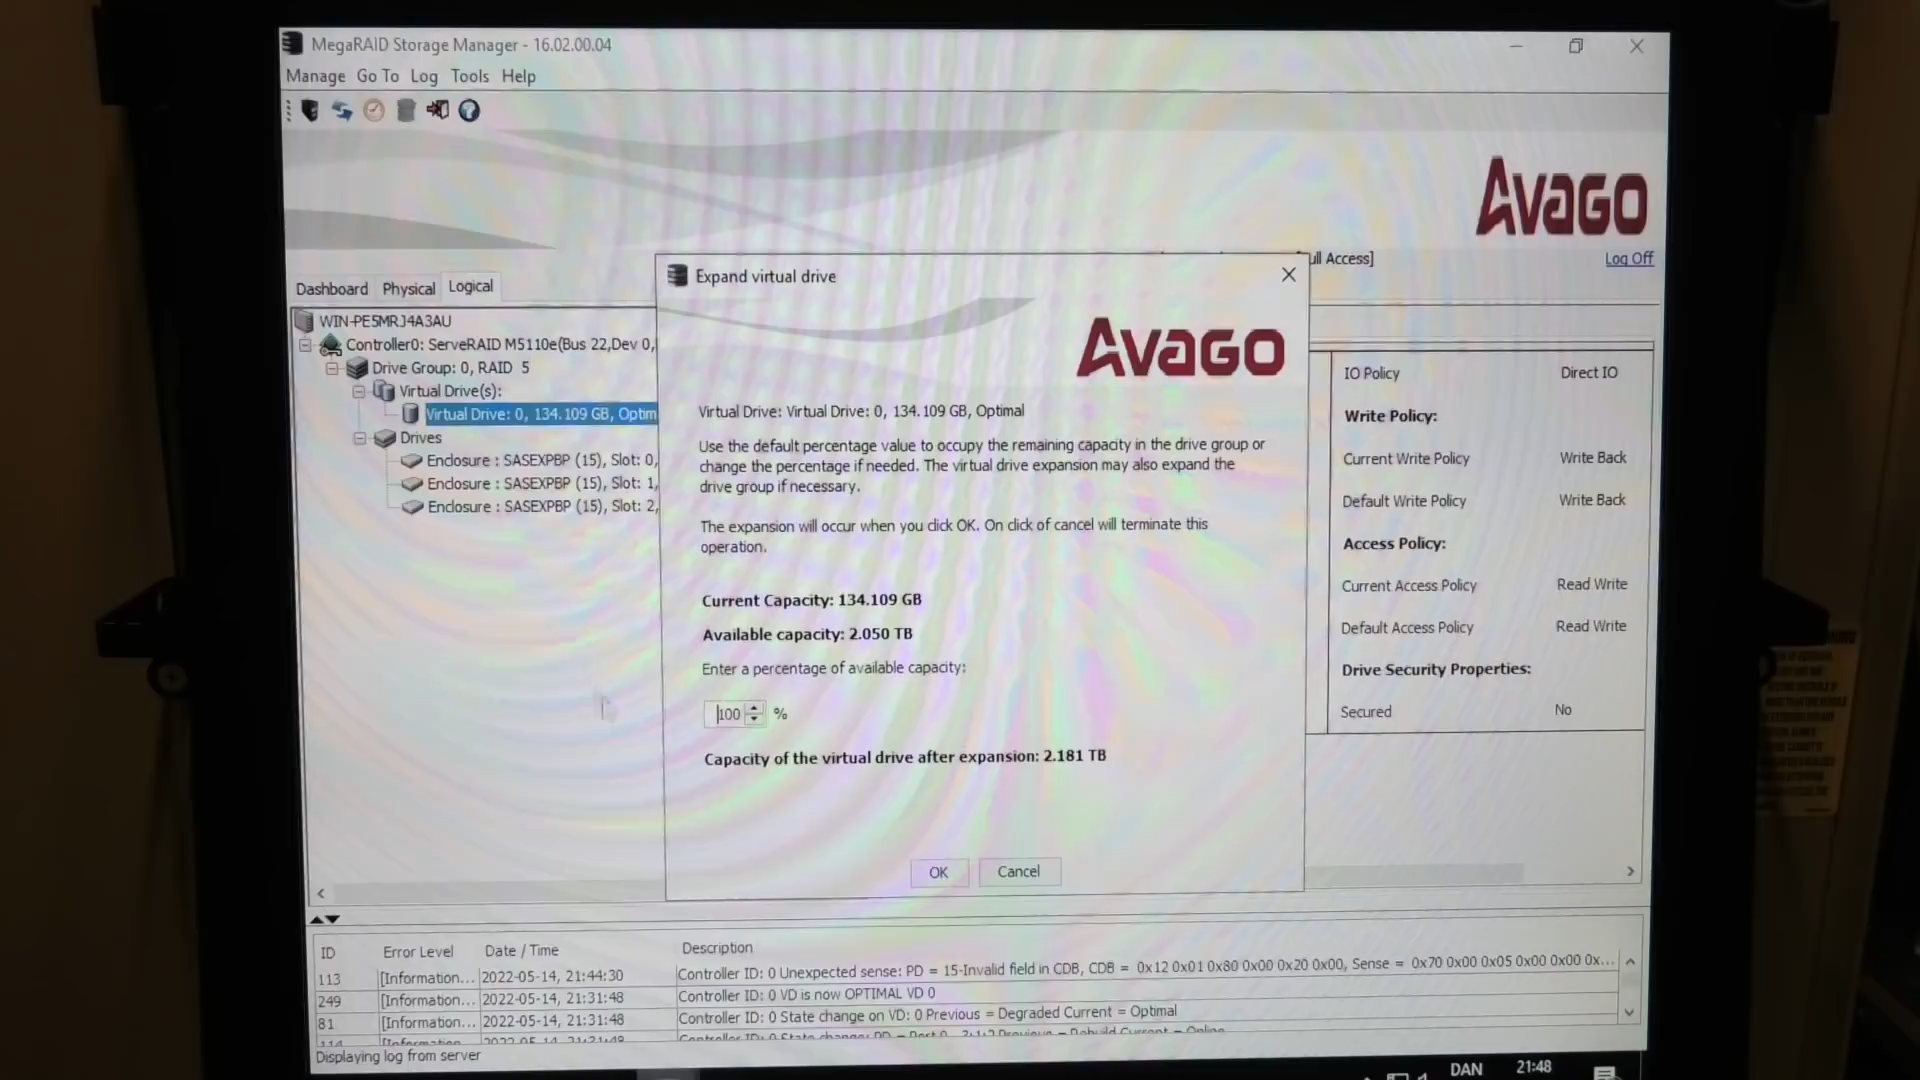 MegaRAID Storage Manager - 16.02.00.04
Manage Go To Log Tools Help
AVAGO
ull Access]
Log Off
Dashboard Physical Logical
WIN-PE5MRJ4A3AU
Controller0: ServeRAID M5110e(Bus 22,Dev 0,
Drive Group: 0, RAID 5
Virtual Drive(s):
Virtual Drive: 0, 134.109 GB, Optim
Drives
Enclosure : SASEXPBP (15), Slot: 0,
Enclosure : SASEXPBP (15), Slot: 1,
Enclosure : SASEXPBP (15), Slot: 2,
Expand virtual drive
AVAGO
Virtual Drive: Virtual Drive: 0, 134.109 GB, Optimal
Use the default percentage value to occupy the remaining capacity in the drive group or
change the percentage if needed. The virtual drive expansion may also expand the
drive group if necessary.
The expansion will occur when you click OK. On click of cancel will terminate this
operation.
Current Capacity: 134.109 GB
Available capacity: 2.050 TB
Enter a percentage of available capacity:
100 %
Capacity of the virtual drive after expansion: 2.181 TB
OK Cancel
IO Policy Direct IO
Write Policy:
Current Write Policy Write Back
Default Write Policy Write Back
Access Policy:
Current Access Policy Read Write
Default Access Policy Read Write
Drive Security Properties:
Secured No
ID Error Level Date / Time Description
113 [Information... 2022-05-14, 21:44:30 Controller ID: 0 Unexpected sense: PD = 15-Invalid field in CDB, CDB = 0x12 0x01 0x80 0x00 0x20 0x00, Sense = 0x70 0x00 0x05 0x00 0x00 0x...
249 [Information... 2022-05-14, 21:31:48 Controller ID: 0 VD is now OPTIMAL VD 0
81 [Information... 2022-05-14, 21:31:48 Controller ID: 0 State change on VD: 0 Previous = Degraded Current = Optimal
Displaying log from server
DAN 21:48